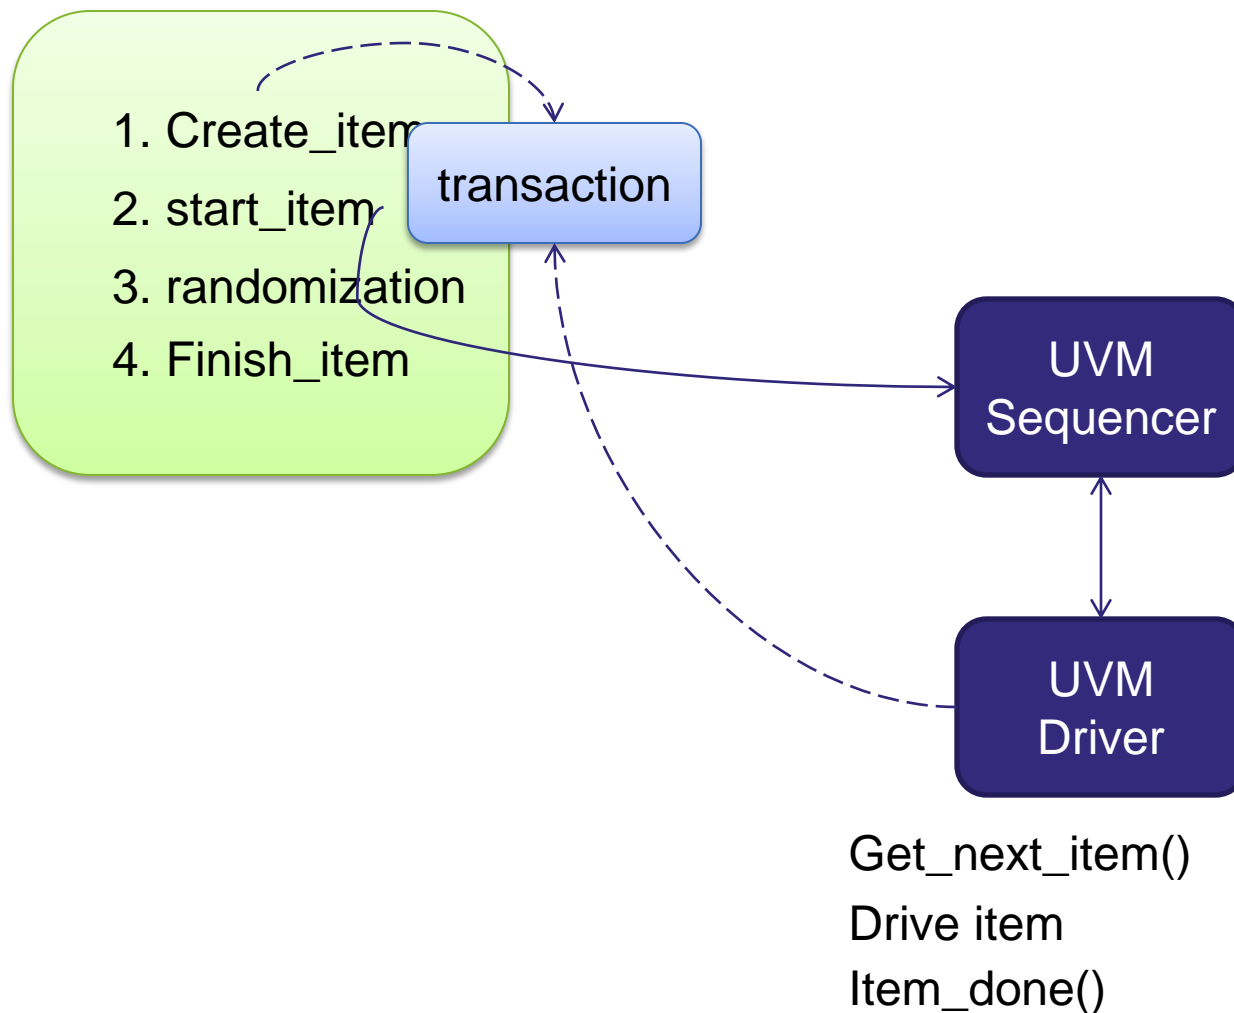 1. Create_item
2. start_item
3. randomization
4. Finish_item
transaction
UVM
Sequencer
UVM
Driver
Get_next_item()
Drive item
Item_done()